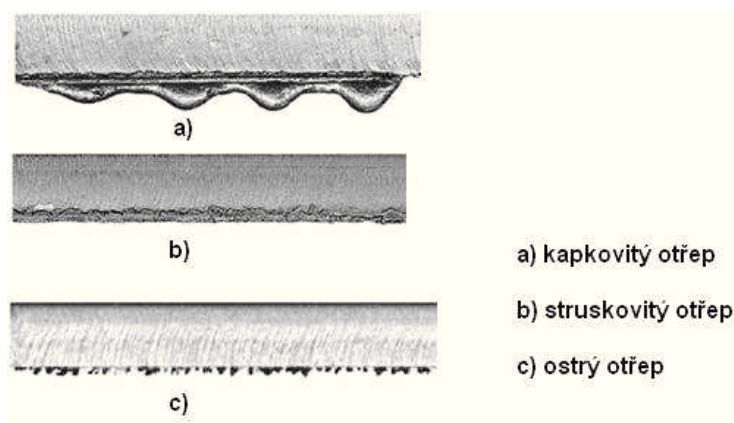 a)
b)
c)
a) kapkovitý otřep
b) struskovitý otřep
c) ostrý otřep